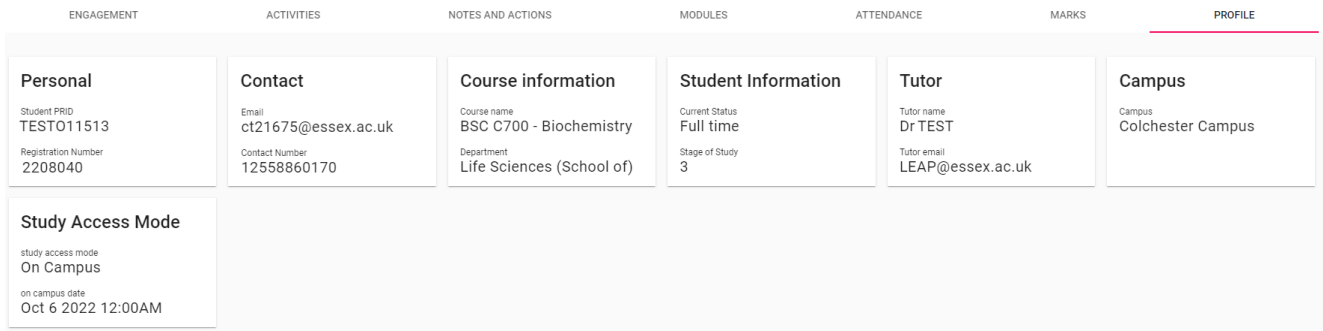 ENGAGEMENT
ACTIVITIES
NOTES AND ACTIONS
MODULES
ATTENDANCE
MARKS
PROFILE
Personal
Student PRID
TESTO11513
Registration Number
2208040
Contact
Email
ct21675@essex.ac.uk
Contact Number
12558860170
Course information
Course name
BSC C700 - Biochemistry
Department
Life Sciences (School of)
Student Information
Current Status
Full time
Stage of Study
3
Tutor
Tutor name
Dr TEST
Tutor email
LEAP@essex.ac.uk
Campus
Campus
Colchester Campus
Study Access Mode
study access mode
On Campus
on campus date
Oct 6 2022 12:00AM